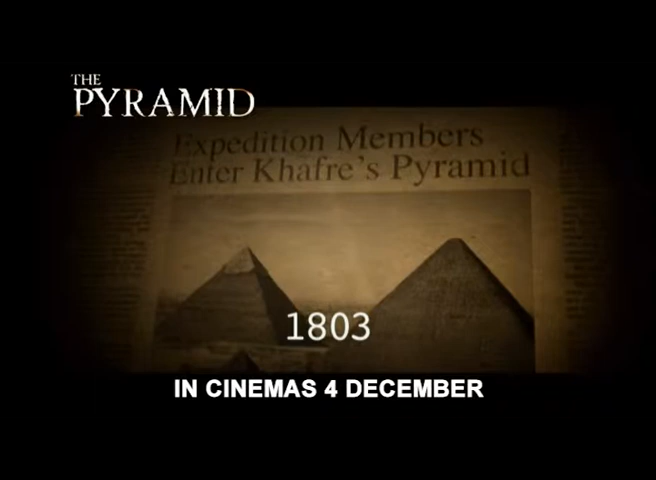 THE
PYRAMID
Expedition Members
Enter Khafre's Pyramid
1803
IN CINEMAS 4 DECEMBER